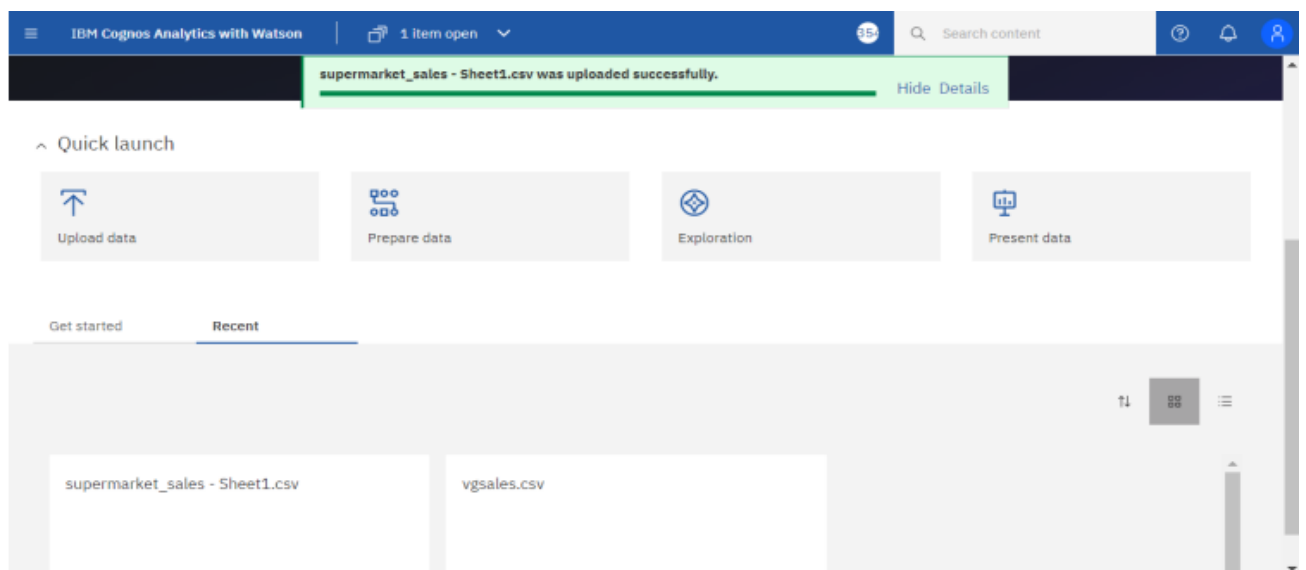 IBM Cognos Analytics with Watson
1 item open
354
Search content
supermarket_sales - Sheet1.csv was uploaded successfully.
Hide Details
Quick launch
Upload data
Prepare data
Exploration
Present data
Get started
Recent
supermarket_sales - Sheet1.csv
vgsales.csv